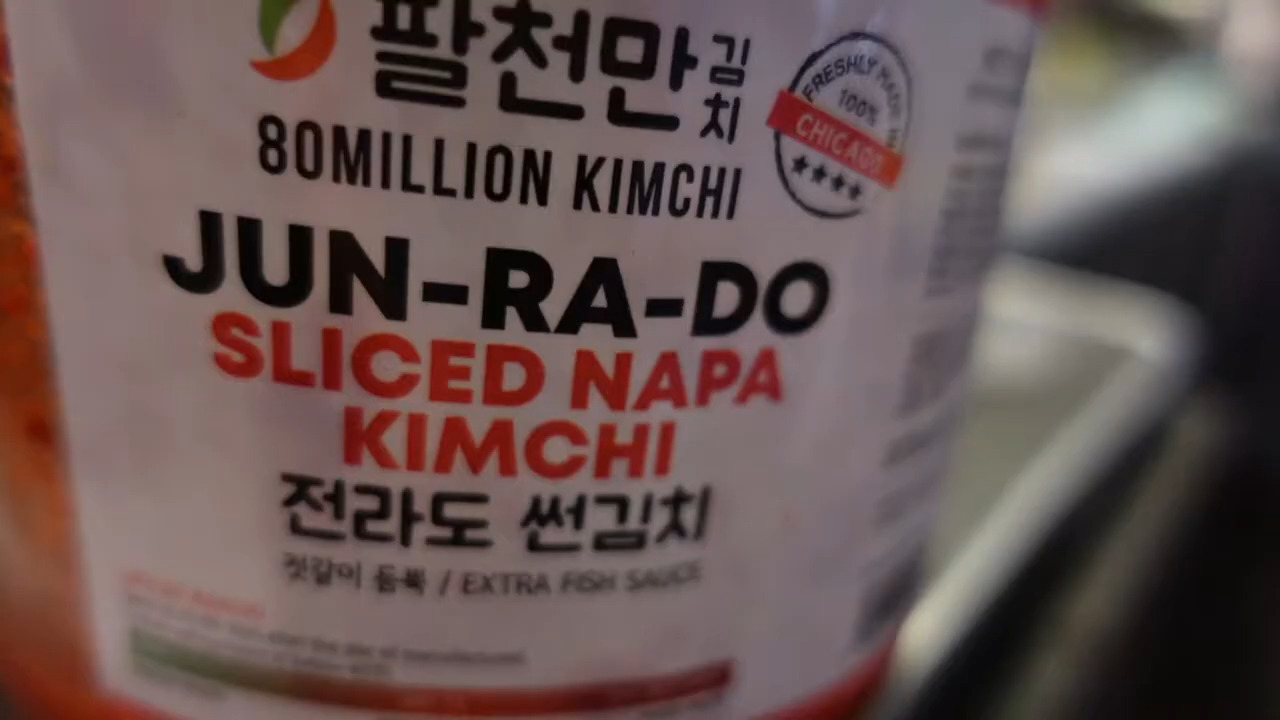 팔천만 김치
80MILLION KIMCHI
FRESHLY MADE IN
100%
CHICAGO
JUN-RA-DO
SLICED NAPA
KIMCHI
전라도 썬김치
젓갈이 듬뿍 / EXTRA FISH SAUCE